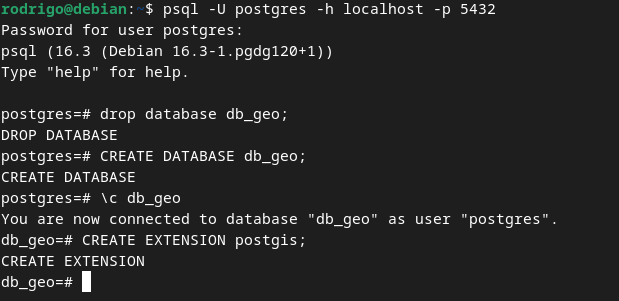 rodrigo@debian:~$ psql -U postgres -h localhost -p 5432
Password for user postgres:
psql (16.3 (Debian 16.3-1.pgdg120+1))
Type "help" for help.
postgres=# drop database db_geo;
DROP DATABASE
postgres=# CREATE DATABASE db_geo;
CREATE DATABASE
postgres=# \c db_geo
You are now connected to database "db_geo" as user "postgres".
db_geo=# CREATE EXTENSION postgis;
CREATE EXTENSION
db_geo=#